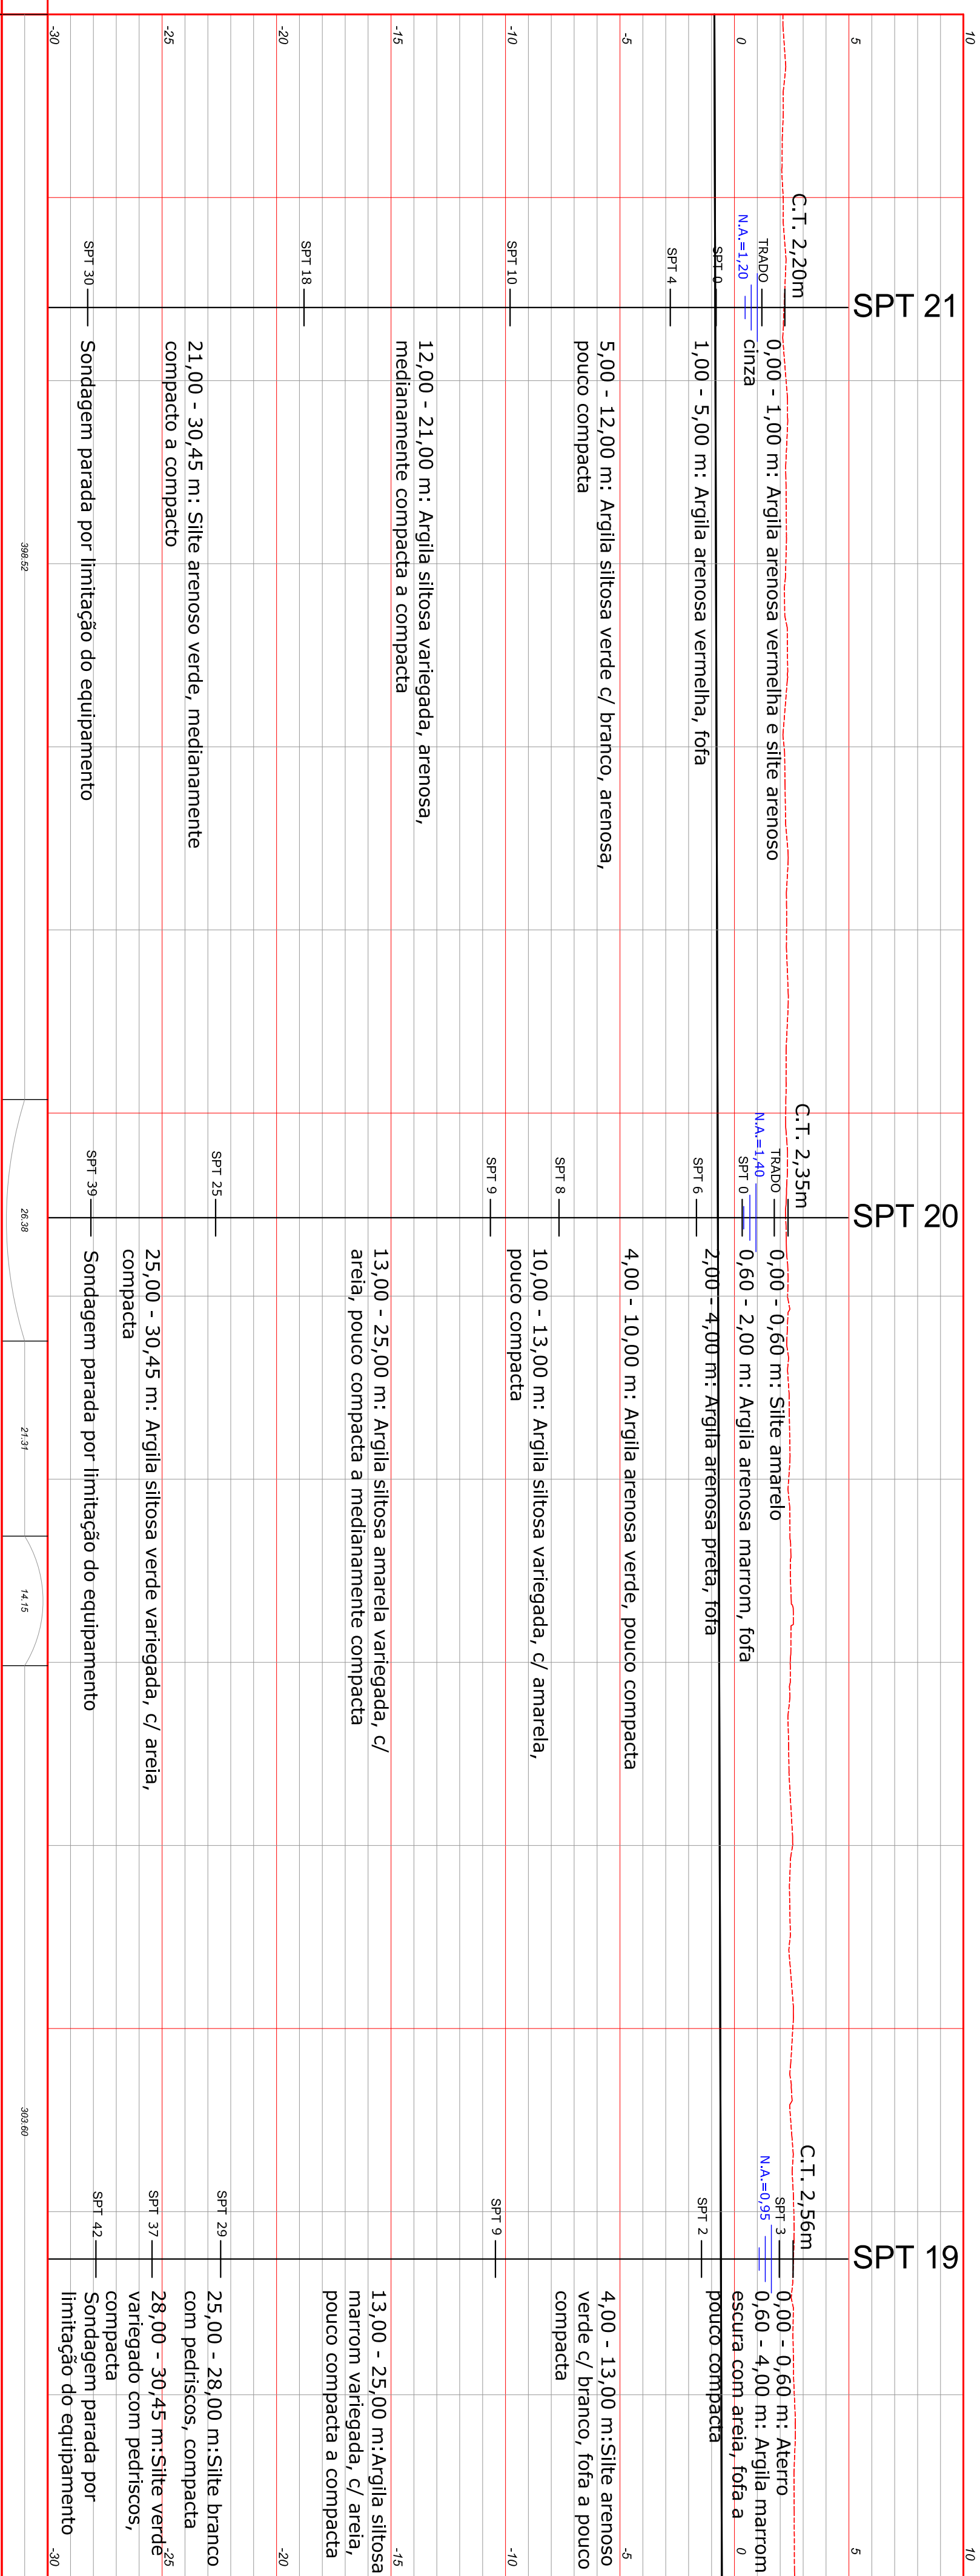 10
5
0
-5
-10
-15
-20
-25
-30
SPT 21
C.T. 2,20m
TRADO
N.A.=1,20
SPT 0
SPT 4
SPT 10
SPT 18
SPT 30
0,00 - 1,00 m: Argila arenosa vermelha e silte arenoso
cinza
1,00 - 5,00 m: Argila arenosa vermelha, fofa
5,00 - 12,00 m: Argila siltosa verde c/ branco, arenosa,
pouco compacta
12,00 - 21,00 m: Argila siltosa variegada, arenosa,
medianamente compacta a compacta
21,00 - 30,45 m: Silte arenoso verde, medianamente
compacto a compacto
Sondagem parada por limitação do equipamento
SPT 20
C.T. 2,35m
TRADO
N.A.=1,40
SPT 0
SPT 6
SPT 8
SPT 9
SPT 25
SPT 39
0,00 - 0,60 m: Silte amarelo
0,60 - 2,00 m: Argila arenosa marrom, fofa
2,00 - 4,00 m: Argila arenosa preta, fofa
4,00 - 10,00 m: Argila arenosa verde, pouco compacta
10,00 - 13,00 m: Argila siltosa variegada, c/ amarela,
pouco compacta
13,00 - 25,00 m: Argila siltosa amarela variegada, c/
areia, pouco compacta a medianamente compacta
25,00 - 30,45 m: Argila siltosa verde variegada, c/ areia,
compacta
Sondagem parada por limitação do equipamento
SPT 19
C.T. 2,56m
SPT 3
N.A.=0,95
SPT 2
SPT 9
SPT 29
SPT 37
SPT 42
0,00 - 0,60 m: Aterro
0,60 - 4,00 m: Argila marrom
escura com areia, fofa a
pouco compacta
4,00 - 13,00 m:Silte arenoso
verde c/ branco, fofa a pouco
compacta
13,00 - 25,00 m:Argila siltosa
marrom variegada, c/ areia,
pouco compacta a compacta
25,00 - 28,00 m:Silte branco
com pedriscos, compacta
28,00 - 30,45 m:Silte verde
variegado com pedriscos,
compacta
Sondagem parada por
limitação do equipamento
10
5
0
-5
-10
-15
-20
-25
-30
398.52
26.38
21.31
14.15
303.60